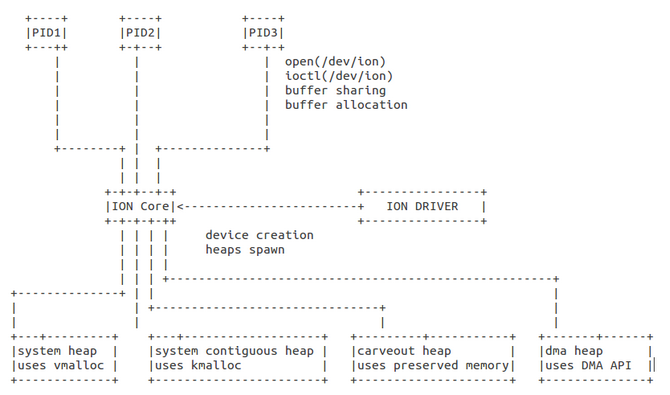 PID1
PID2
PID3
open(/dev/ion)
ioctl(/dev/ion)
buffer sharing
buffer allocation
ION Core
ION DRIVER
device creation
heaps spawn
system heap
uses vmalloc
system contiguous heap
uses kmalloc
carveout heap
uses preserved memory
dma heap
uses DMA API